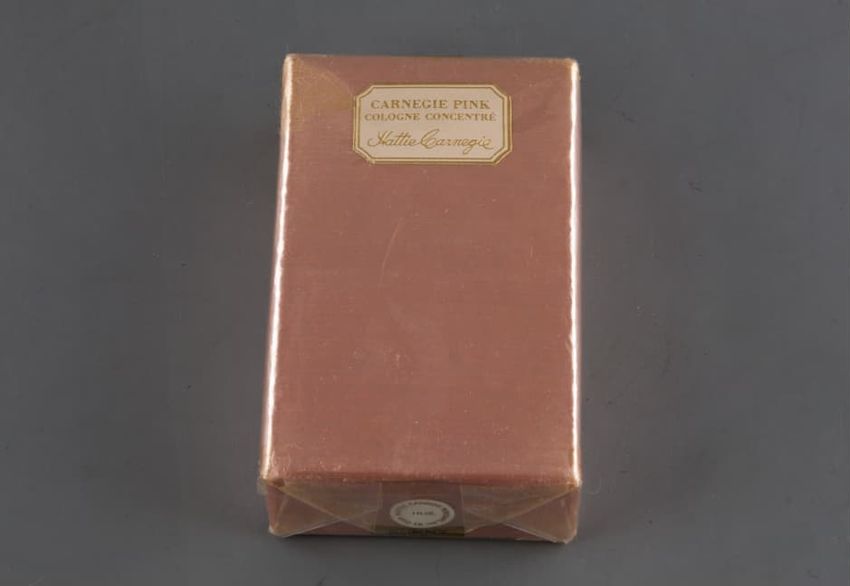 CARNEGIE PINK
COLOGNE CONCENTRÉ
Hattie Carnegie